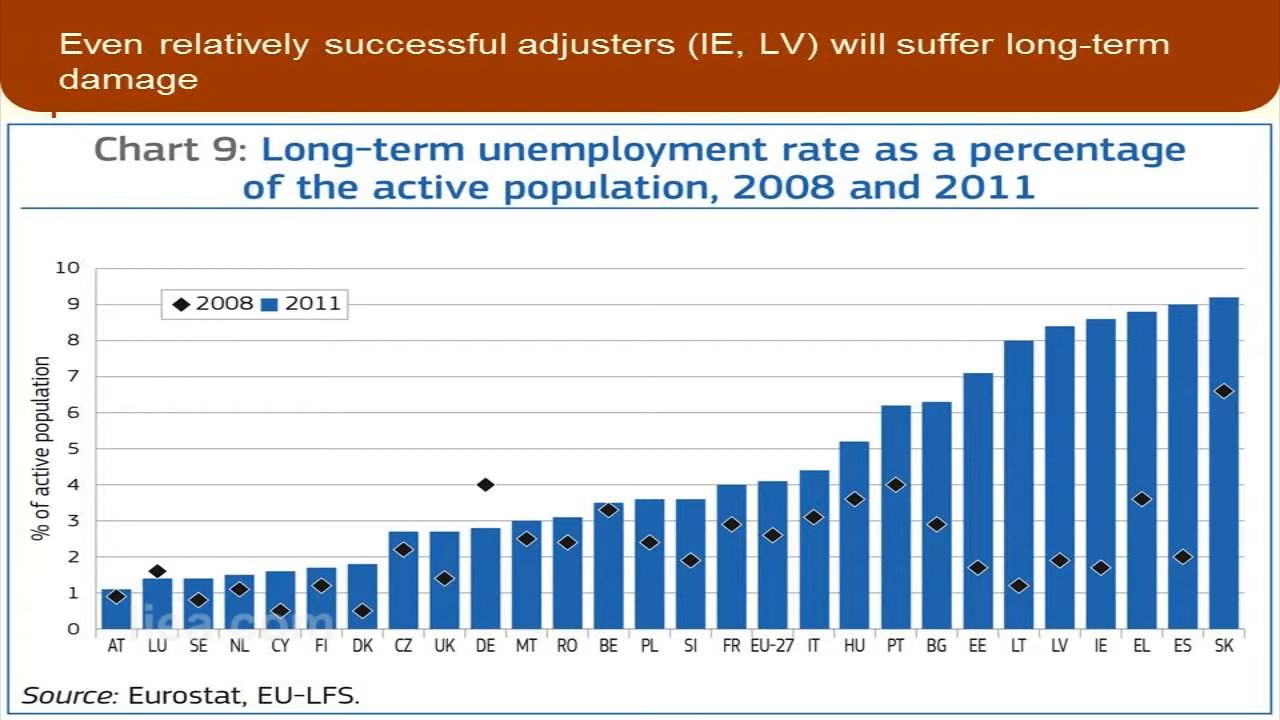 Even relatively successful adjusters (IE, LV) will suffer long-term
damage
Chart 9: Long-term unemployment rate as a percentage
of the active population, 2008 and 2011
10
9
8
7
6
5
4
3
2
1
0
% of active population
2008 2011
iiea.com
AT LU SE NL CY FI DK CZ UK DE MT RO BE PL SI FR EU-27 IT HU PT BG EE LT LV IE EL ES SK
Source: Eurostat, EU-LFS.